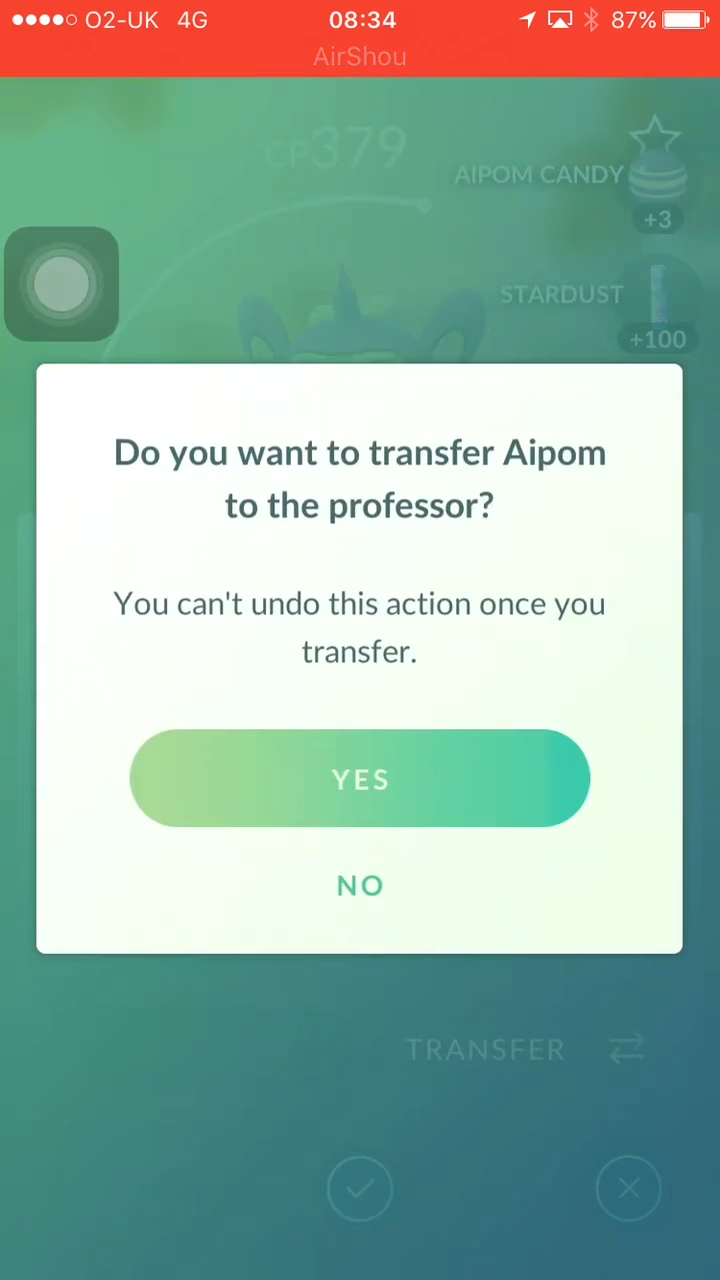 O2-UK 4G 08:34 87%
AirShou
CP379
AIPOM CANDY
+3
STARDUST
+100
Do you want to transfer Aipom
to the professor?
You can't undo this action once you
transfer.
YES
NO
TRANSFER